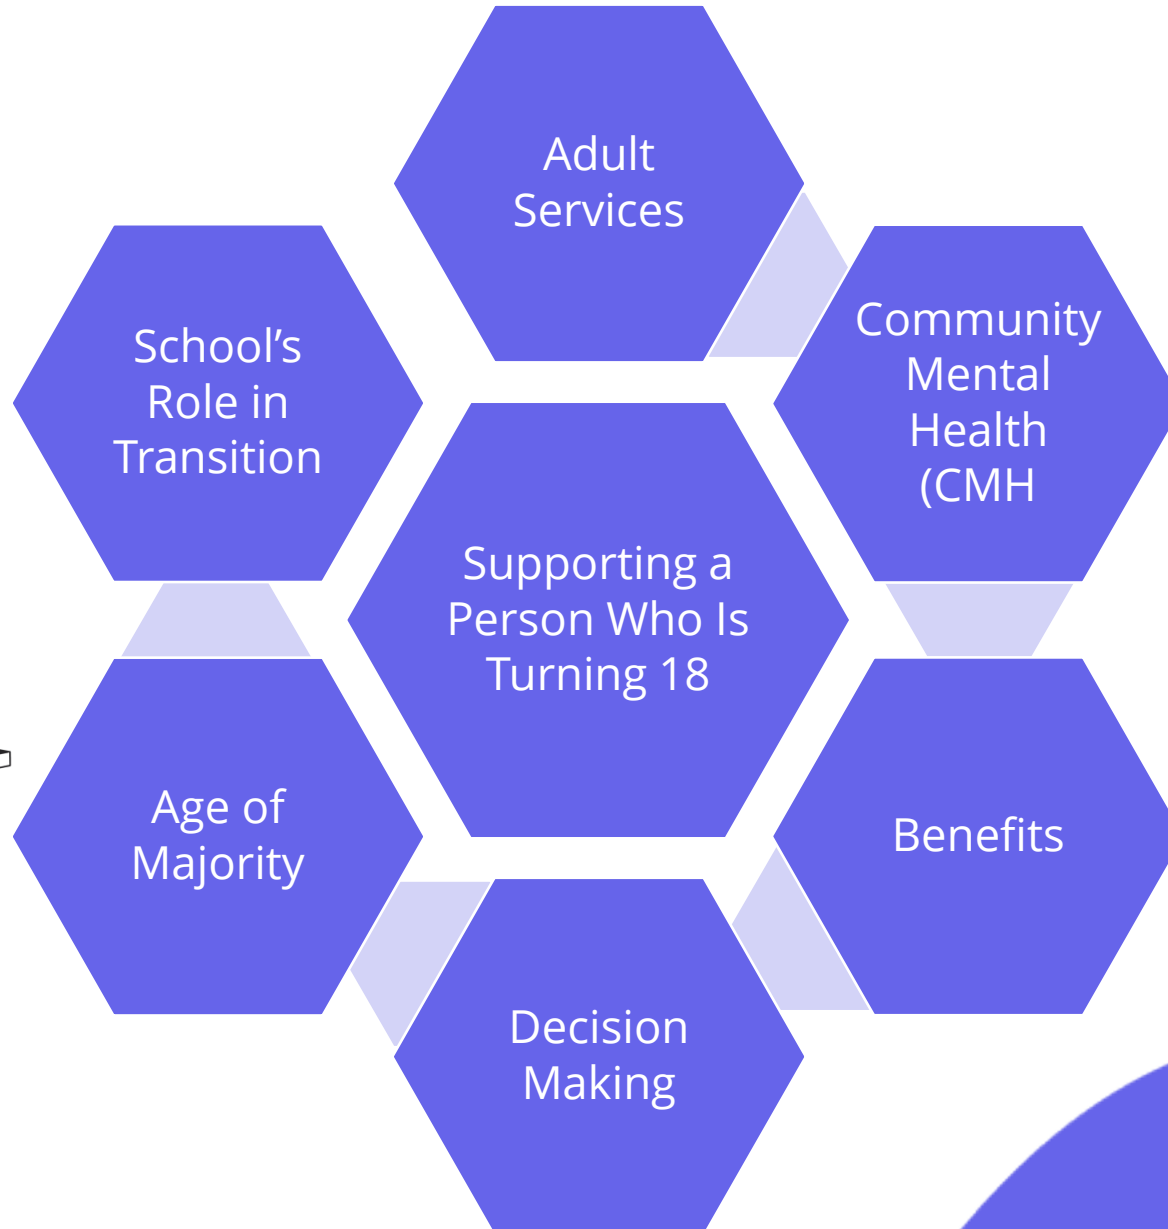 Adult
Services
Community
Mental
Health
(CMH
School’s
Role in
Transition
Supporting a
Person Who Is
Turning 18
Age of
Majority
Benefits
Decision
Making